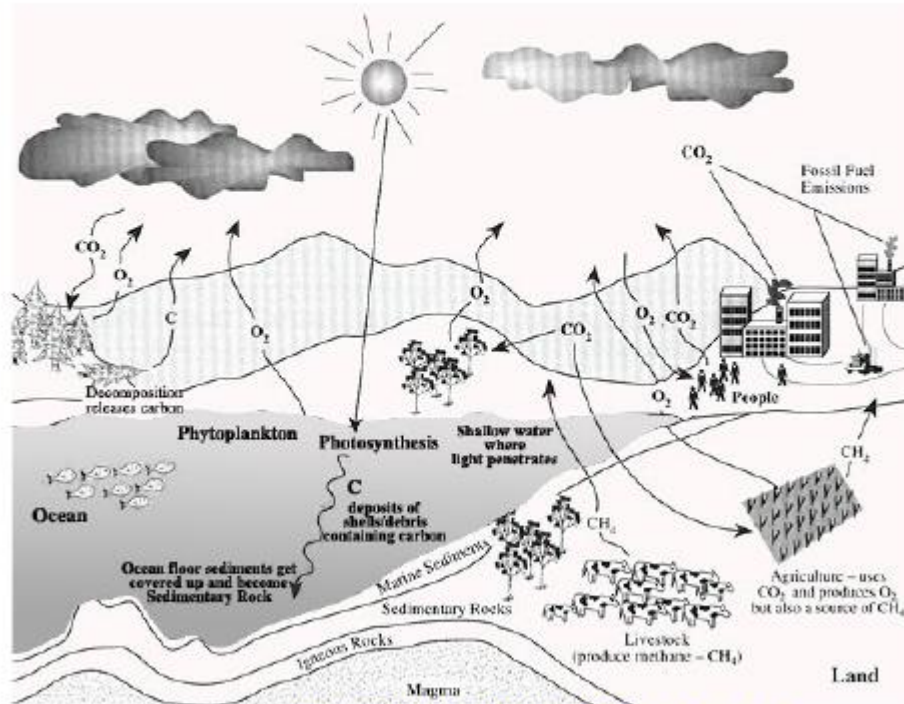 CO2
Fossil Fuel
Emissions
CO2
O2
C
O2
O2
CO2
O2
CO2
Decomposition
releases carbon
O2
People
Phytoplankton
Photosynthesis
Shallow water
where
light penetrates
CH4
C
deposits of
shells/debris
containing carbon
Ocean
CH4
Ocean floor sediments get
covered up and become
Sedimentary Rock
Marine Sediments
Sedimentary Rocks
Igneous Rocks
Magma
Livestock
(produce methane – CH4)
Agriculture – uses
CO2 and produces O2
but also a source of CH4
Land